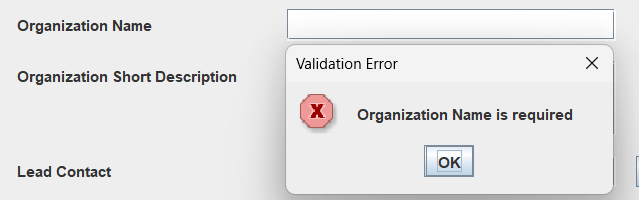 Organization Name
Validation Error
Organization Short Description
X
Organization Name is required
OK
Lead Contact